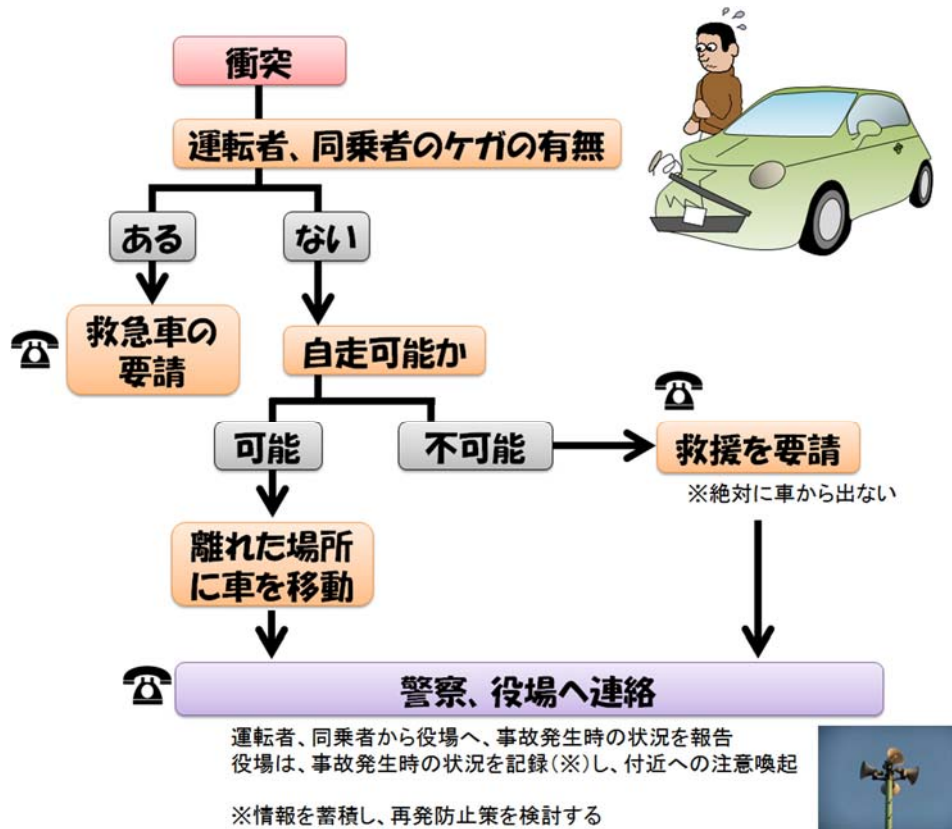 衝突
運転者、同乗者のケガの有無
ある
ない
救急車の
要請
自走可能か
可能
不可能
救援を要請
※絶対に車から出ない
離れた場所
に車を移動
警察、役場へ連絡
運転者、同乗者から役場へ、事故発生時の状況を報告
役場は、事故発生時の状況を記録(※)し、付近への注意喚起
※情報を蓄積し、再発防止策を検討する